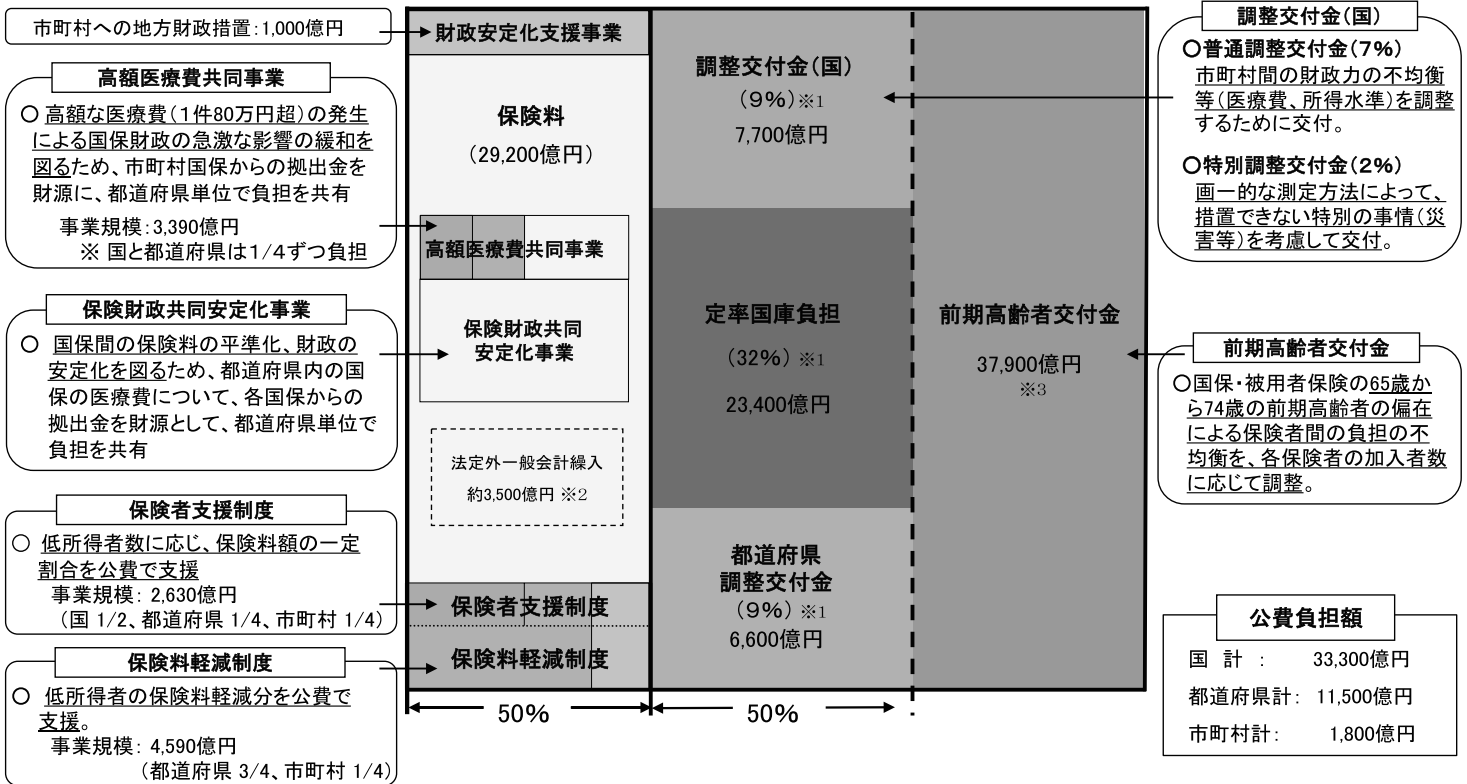 市町村への地方財政措置：1,000億円
高額医療費共同事業
○ 高額な医療費（1件80万円超）の発生
による国保財政の急激な影響の緩和を
図るため、市町村国保からの拠出金を
財源に、都道府県単位で負担を共有
事業規模：3,390億円
※ 国と都道府県は1/4ずつ負担
保険財政共同安定化事業
○ 国保間の保険料の平準化、財政の
安定化を図るため、都道府県内の国
保の医療費について、各国保からの
拠出金を財源として、都道府県単位で
負担を共有
保険者支援制度
○ 低所得者数に応じ、保険料額の一定
割合を公費で支援
事業規模： 2,630億円
（国 1/2、都道府県 1/4、市町村 1/4）
保険料軽減制度
○ 低所得者の保険料軽減分を公費で
支援。
事業規模： 4,590億円
（都道府県 3/4、市町村 1/4）
財政安定化支援事業
保険料
（29,200億円）
高額医療費共同事業
保険財政共同
安定化事業
法定外一般会計繰入
約3,500億円 ※2
保険者支援制度
保険料軽減制度
50%
調整交付金（国）
（9%）※1
7,700億円
定率国庫負担
（32%）※1
23,400億円
都道府県
調整交付金
（9%）※1
6,600億円
50%
前期高齢者交付金
37,900億円
※3
調整交付金（国）
○普通調整交付金（7%）
市町村間の財政力の不均衡
等（医療費、所得水準）を調整
するために交付。
○特別調整交付金（2%）
画一的な測定方法によって、
措置できない特別の事情（災
害等）を考慮して交付。
前期高齢者交付金
○国保・被用者保険の65歳か
ら74歳の前期高齢者の偏在
による保険者間の負担の不
均衡を、各保険者の加入者数
に応じて調整。
公費負担額
国 計 ： 33,300億円
都道府県計： 11,500億円
市町村計： 1,800億円